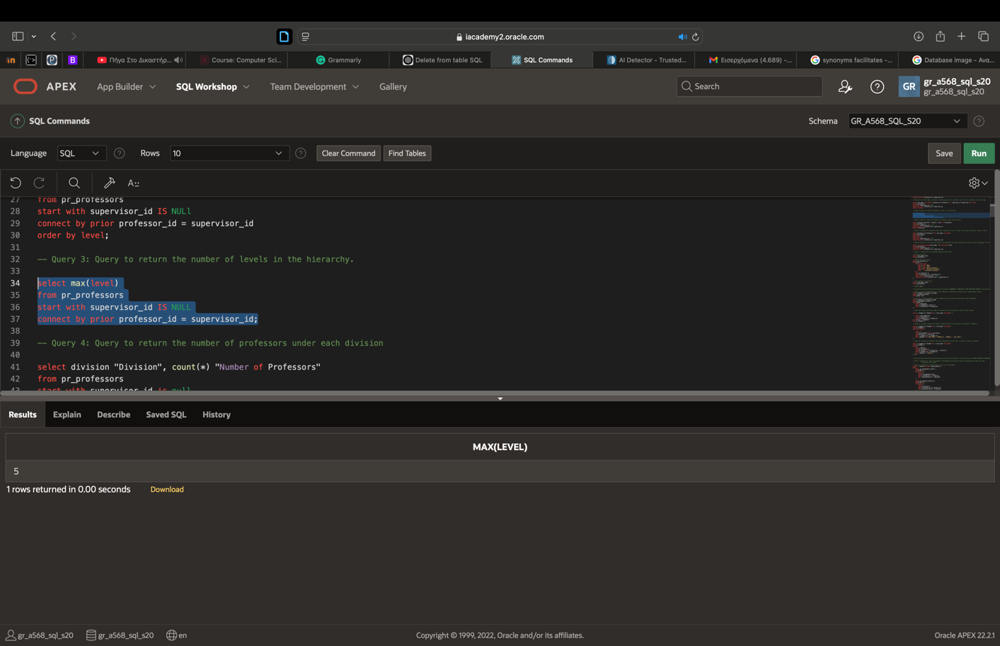 iacademy2.oracle.com
in
P
B
Πήγα Στο Δικαστήρ...
Course: Computer Sci...
Grammarly
Delete from table SQL
SQL Commands
AI Detector - Trusted...
Εισερχόμενα (4.689) -...
synonyms facilitates -...
Database image - Ανα...
APEX
App Builder
SQL Workshop
Team Development
Gallery
Search
GR
gr_a568_sql_s20
gr_a568_sql_s20
SQL Commands
Schema
GR_A568_SQL_S20
Language
SQL
Rows
10
Clear Command
Find Tables
Save
Run
27 from pr_professors
28 start with supervisor_id IS NULl
29 connect by prior professor_id = supervisor_id
30 order by level;
31
32 -- Query 3: Query to return the number of levels in the hierarchy.
33
34 select max(level)
35 from pr_professors
36 start with supervisor_id IS NULL
37 connect by prior professor_id = supervisor_id;
38
39 -- Query 4: Query to return the number of professors under each division
40
41 select division "Division", count(*) "Number of Professors"
42 from pr_professors
43 start with supervisor_id is null
Results
Explain
Describe
Saved SQL
History
MAX(LEVEL)
5
1 rows returned in 0.00 seconds
Download
gr_a568_sql_s20
gr_a568_sql_s20
en
Copyright © 1999, 2022, Oracle and/or its affiliates.
Oracle APEX 22.2.1